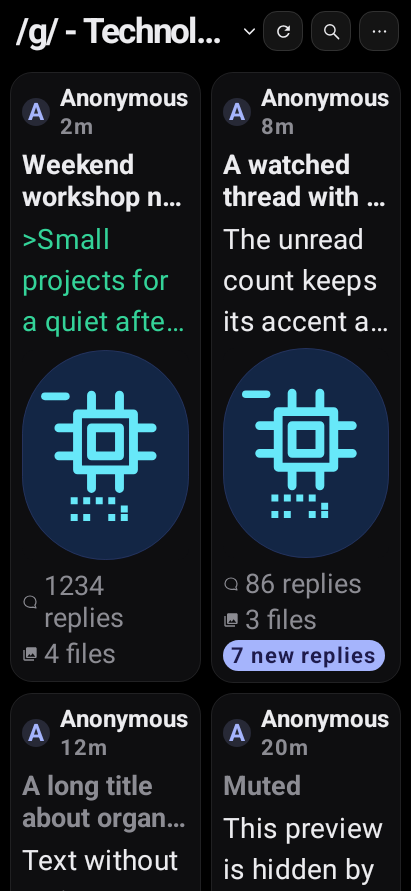 /g/ - Technol...
A Anonymous
2m
Weekend
workshop n...
>Small
projects for
a quiet afte...
1234
replies
4 files
A Anonymous
8m
A watched
thread with ...
The unread
count keeps
its accent a...
86 replies
3 files
7 new replies
A Anonymous
12m
A long title
about organ...
Text without
A Anonymous
20m
Muted
This preview
is hidden by